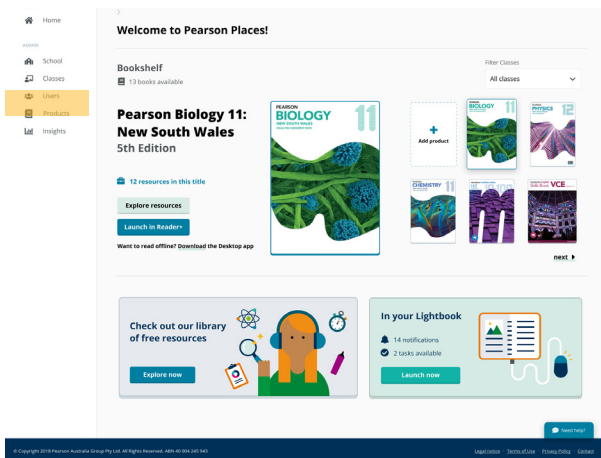 Home
ADMIN
School
Classes
Users
Products
Insights
Welcome to Pearson Places!
Bookshelf
13 books available
Filter Classes
All classes
Pearson Biology 11:
New South Wales
5th Edition
12 resources in this title
Explore resources
Launch in Reader+
Want to read offline? Download the Desktop app
PEARSON
BIOLOGY 11
NEW SOUTH WALES
Add product
BIOLOGY 11
PHYSICS 12
CHEMISTRY 11
VCE
next
Check out our library
of free resources
Explore now
In your Lightbook
14 notifications
2 tasks available
Launch now
Need help?
© Copyright 2018 Pearson Australia Group Pty Ltd. All Rights Reserved. ABN 40 004 245 943
Legal notice Terms of Use Privacy Policy Contact